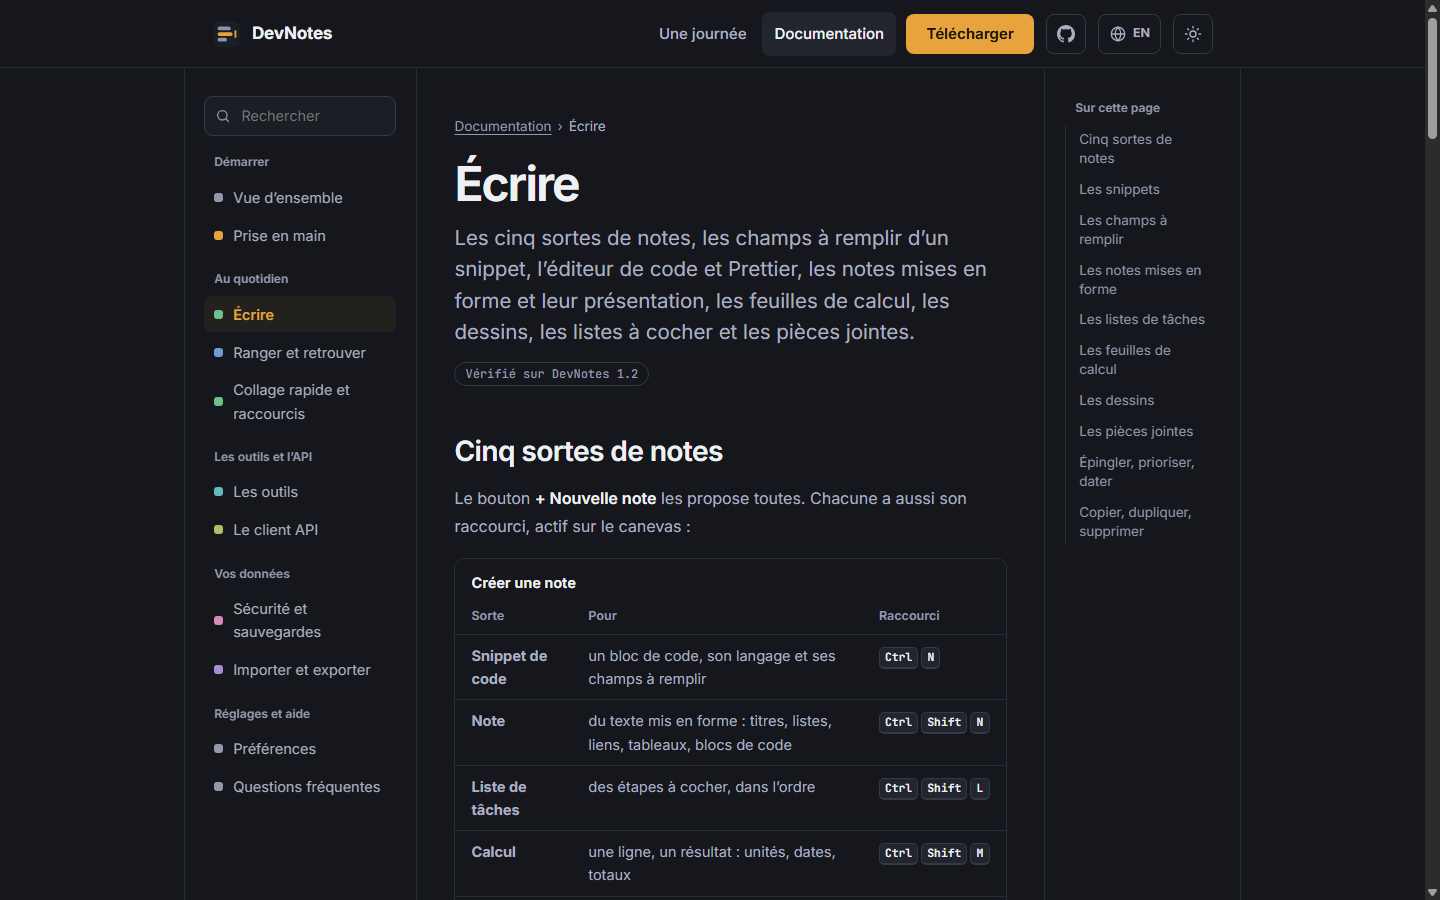 DevNotes
Une journée
Documentation
Télécharger
EN
Rechercher
Démarrer
Vue d’ensemble
Prise en main
Au quotidien
Écrire
Ranger et retrouver
Collage rapide et
raccourcis
Les outils et l’API
Les outils
Le client API
Vos données
Sécurité et
sauvegardes
Importer et exporter
Réglages et aide
Préférences
Questions fréquentes
Documentation › Écrire
Écrire
Les cinq sortes de notes, les champs à remplir d’un
snippet, l’éditeur de code et Prettier, les notes mises en
forme et leur présentation, les feuilles de calcul, les
dessins, les listes à cocher et les pièces jointes.
Vérifié sur DevNotes 1.2
Cinq sortes de notes
Le bouton + Nouvelle note les propose toutes. Chacune a aussi son
raccourci, actif sur le canevas :
Créer une note
Sorte Pour Raccourci
Snippet de
code
un bloc de code, son langage et ses
champs à remplir
Ctrl N
Note
du texte mis en forme : titres, listes,
liens, tableaux, blocs de code
Ctrl Shift N
Liste de
tâches
des étapes à cocher, dans l’ordre
Ctrl Shift L
Calcul
une ligne, un résultat : unités, dates,
totaux
Ctrl Shift M
Sur cette page
Cinq sortes de
notes
Les snippets
Les champs à
remplir
Les notes mises en
forme
Les listes de tâches
Les feuilles de
calcul
Les dessins
Les pièces jointes
Épingler, prioriser,
dater
Copier, dupliquer,
supprimer